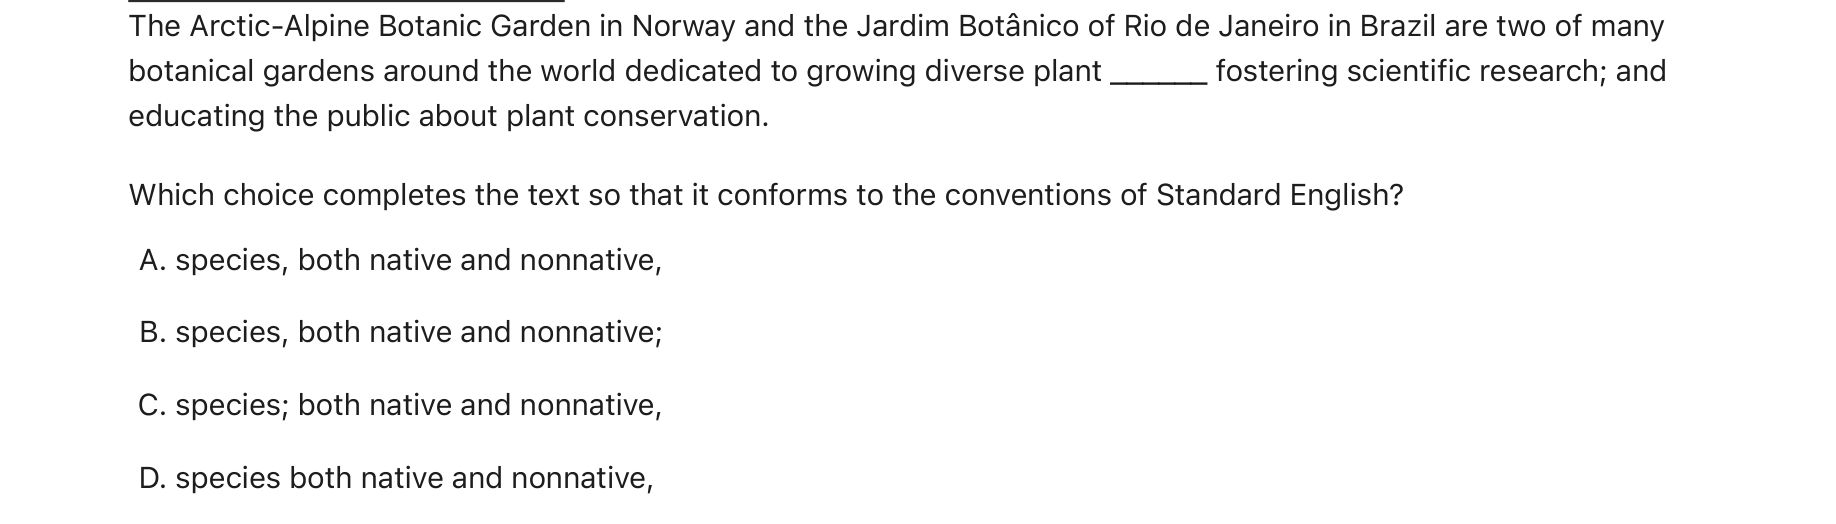 The Arctic-Alpine Botanic Garden in Norway and the Jardim Botânico of Rio de Janeiro in Brazil are two of many
botanical gardens around the world dedicated to growing diverse plant ______ fostering scientific research; and
educating the public about plant conservation.
Which choice completes the text so that it conforms to the conventions of Standard English?
A. species, both native and nonnative,
B. species, both native and nonnative;
C. species; both native and nonnative,
D. species both native and nonnative,